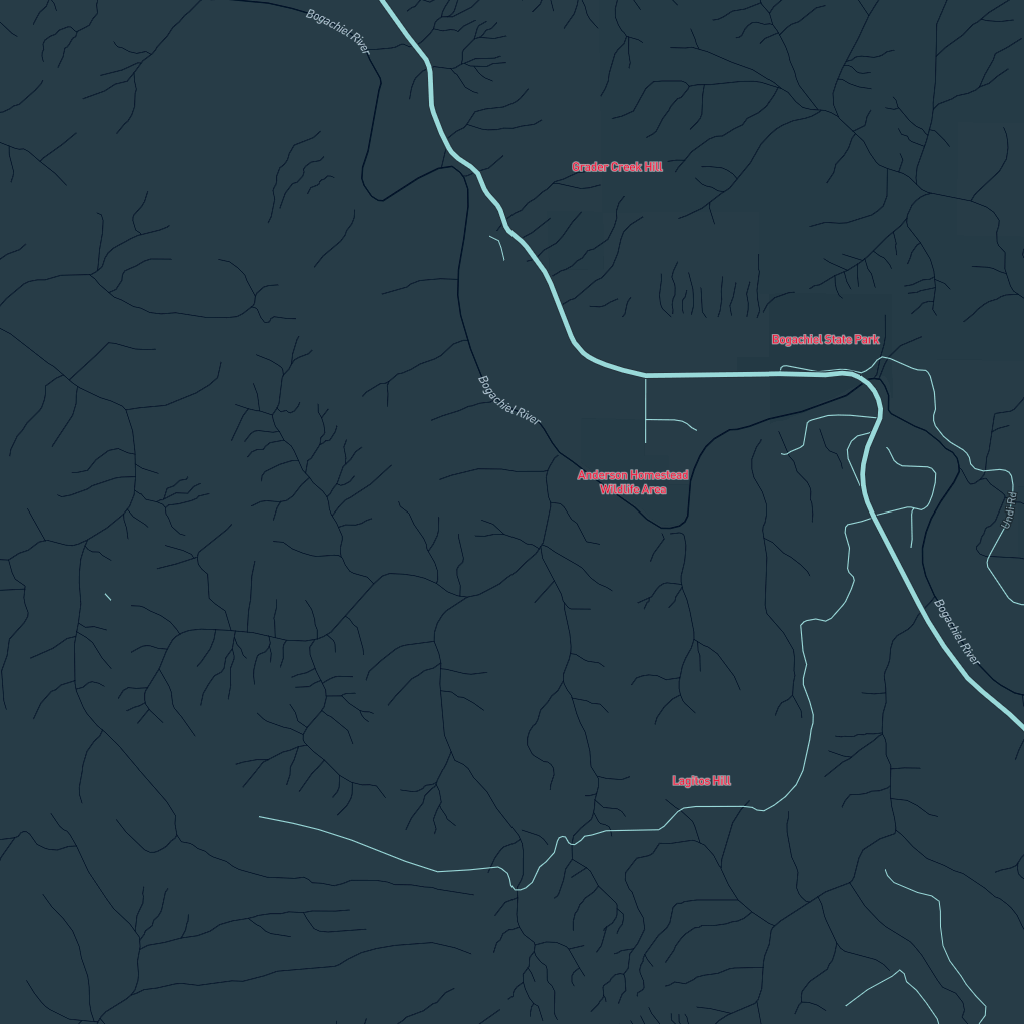 Bogachiel River
Grader Creek Hill
Bogachiel State Park
Bogachiel River
Anderson Homestead
Wildlife Area
Undi Rd
Bogachiel River
Lagitos Hill